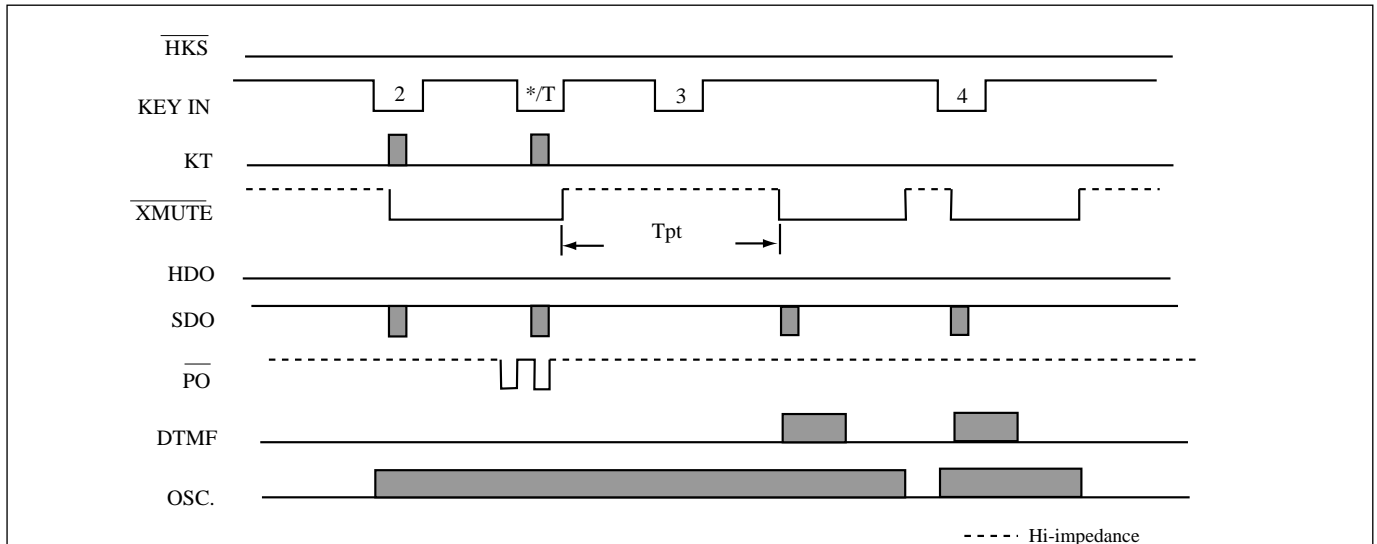 HKS
KEY IN
2
*/T
3
4
KT
XMUTE
Tpt
HDO
SDO
PO
DTMF
OSC.
Hi-impedance